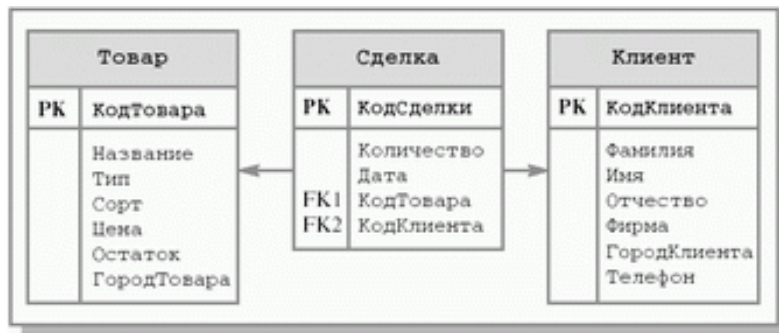 Товар
PK КодТовара
Название
Тип
Сорт
Цена
Остаток
ГородТовара
Сделка
PK КодСделки
Количество
Дата
FK1 КодТовара
FK2 КодКлиента
Клиент
PK КодКлиента
Фамилия
Имя
Отчество
Фирма
ГородКлиента
Телефон